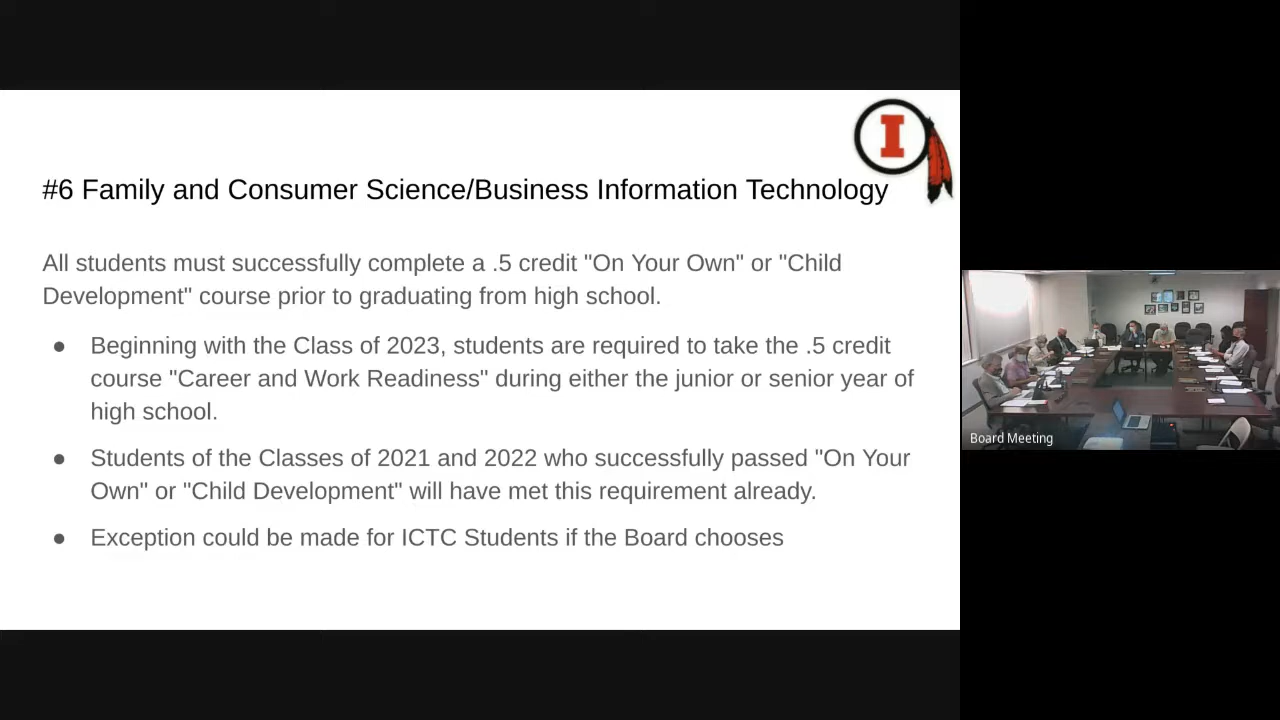 I
#6 Family and Consumer Science/Business Information Technology
All students must successfully complete a .5 credit "On Your Own" or "Child
Development" course prior to graduating from high school.
● Beginning with the Class of 2023, students are required to take the .5 credit
course "Career and Work Readiness" during either the junior or senior year of
high school.
● Students of the Classes of 2021 and 2022 who successfully passed "On Your
Own" or "Child Development" will have met this requirement already.
● Exception could be made for ICTC Students if the Board chooses
Board Meeting